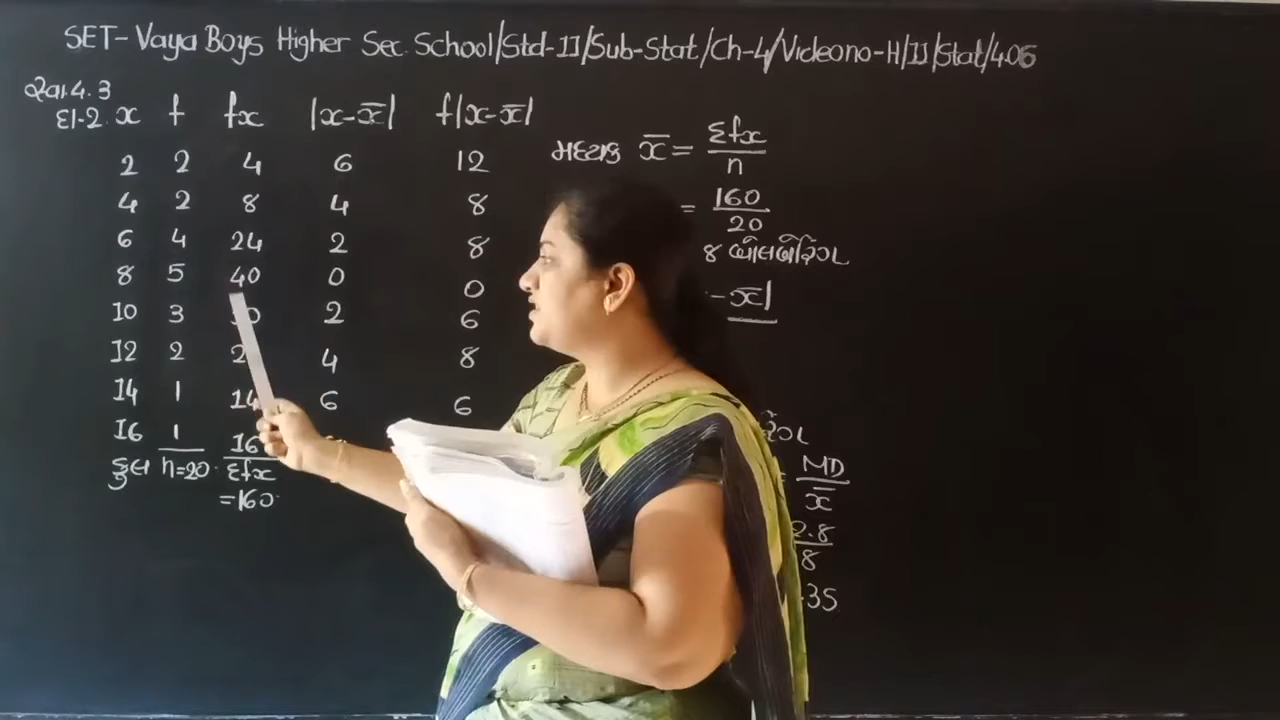 SET-Vaya Boys Higher Sec. School/Std-11/Sub-Stat/Ch-4/Videono-H/11/Stat/4.05
સ્વા.4.3
દા-2. x f fx |x-x̄| f|x-x̄|
2 2 4 6 12
4 2 8 4 8
6 4 24 2 8
8 5 40 0 0
10 3 2 6
12 2 4 8
14 1 14 6 6
16 1 16
કુલ n=20 Σfx
=160
મધ્યક x̄ = Σfx
n
= 160
20
8 બોલબેરિંગ
-x̄|
MD
x̄
2.8
8
.35